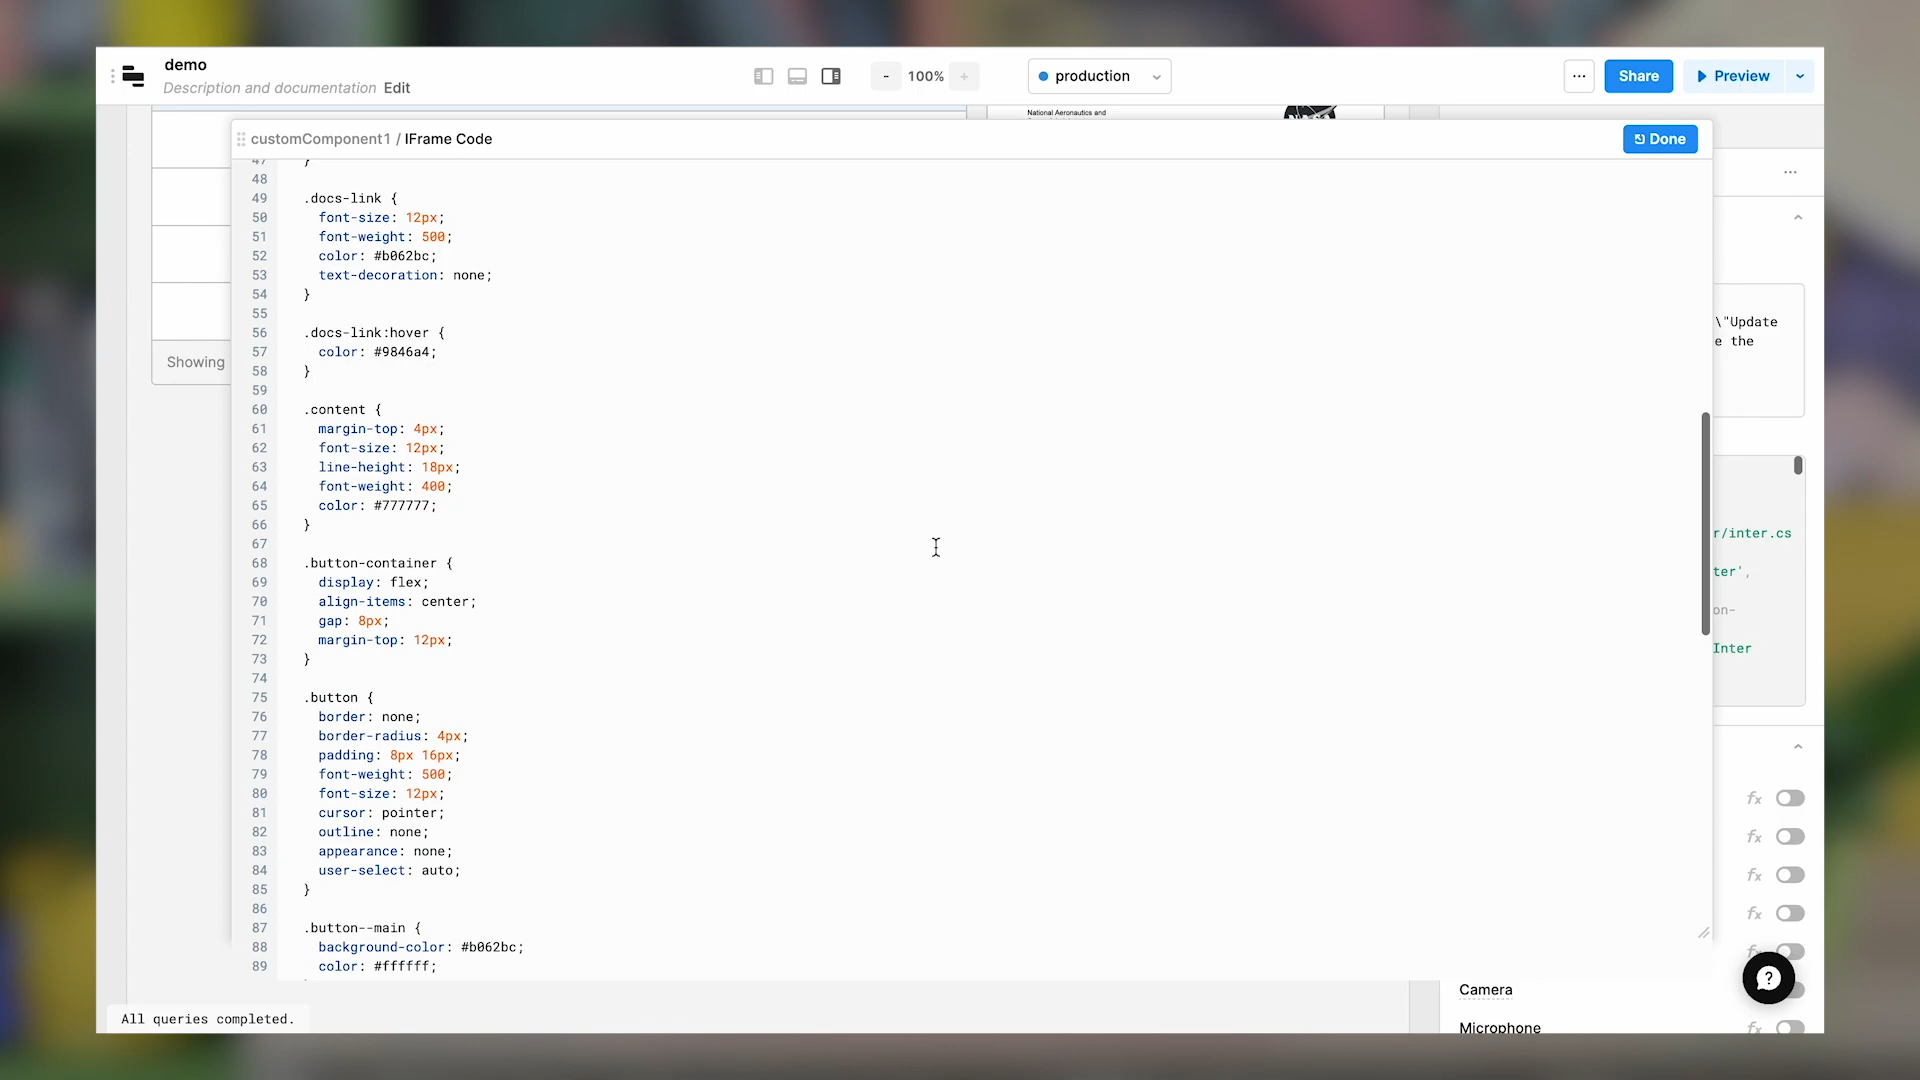 demo
Description and documentation Edit
- 100% +
production
...
Share
Preview
National Aeronautics and
customComponent1 / IFrame Code
Done
47 }
48
49 .docs-link {
50 font-size: 12px;
51 font-weight: 500;
52 color: #b062bc;
53 text-decoration: none;
54 }
55
56 .docs-link:hover {
57 color: #9846a4;
58 }
59
60 .content {
61 margin-top: 4px;
62 font-size: 12px;
63 line-height: 18px;
64 font-weight: 400;
65 color: #777777;
66 }
67
68 .button-container {
69 display: flex;
70 align-items: center;
71 gap: 8px;
72 margin-top: 12px;
73 }
74
75 .button {
76 border: none;
77 border-radius: 4px;
78 padding: 8px 16px;
79 font-weight: 500;
80 font-size: 12px;
81 cursor: pointer;
82 outline: none;
83 appearance: none;
84 user-select: auto;
85 }
86
87 .button--main {
88 background-color: #b062bc;
89 color: #ffffff;
Showing
...
\"Update
e the
r/inter.cs
ter',
on-
Inter
fx
fx
fx
fx
fx
?
Camera
Microphone
fx
All queries completed.